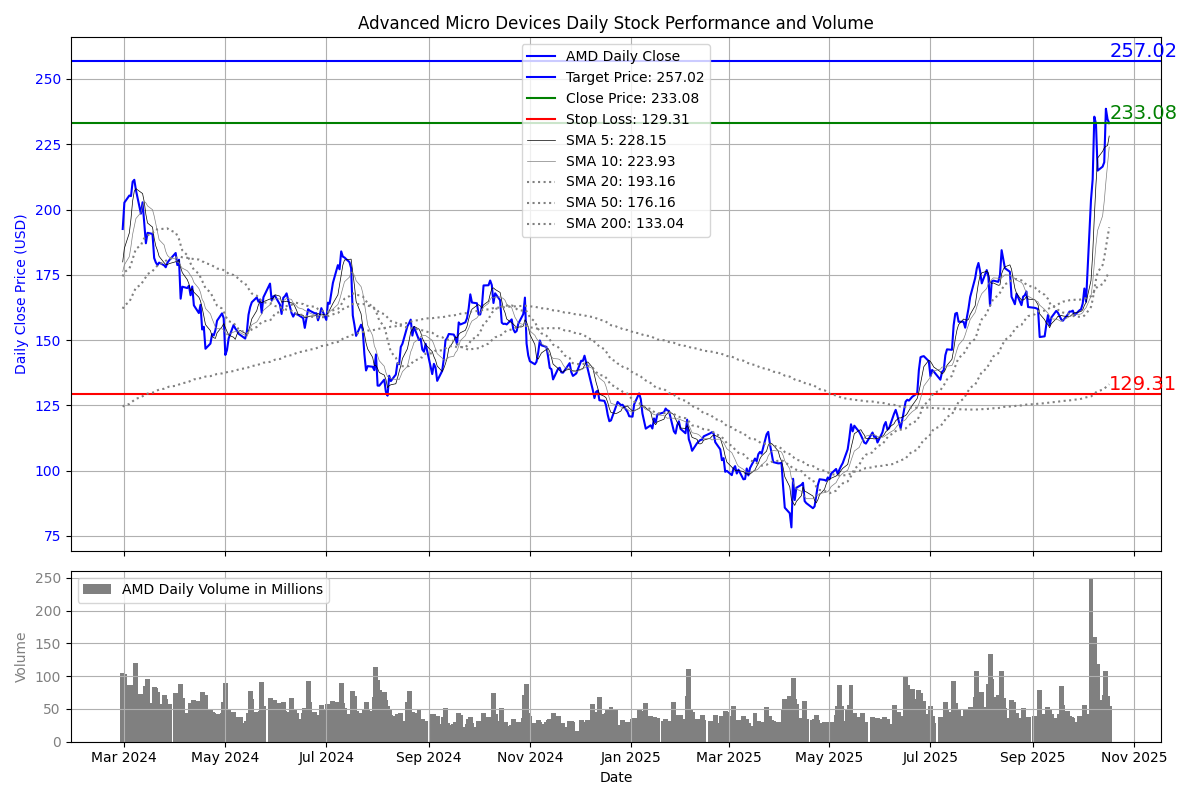 Advanced Micro Devices Daily Stock Performance and Volume
257.02
AMD Daily Close
Target Price: 257.02
Close Price: 233.08
Stop Loss: 129.31
SMA 5: 228.15
SMA 10: 223.93
SMA 20: 193.16
SMA 50: 176.16
SMA 200: 133.04
233.08
129.31
Daily Close Price (USD)
250
225
200
175
150
125
100
75
AMD Daily Volume in Millions
Volume
250
200
150
100
50
0
Mar 2024 May 2024 Jul 2024 Sep 2024 Nov 2024 Jan 2025 Mar 2025 May 2025 Jul 2025 Sep 2025 Nov 2025
Date